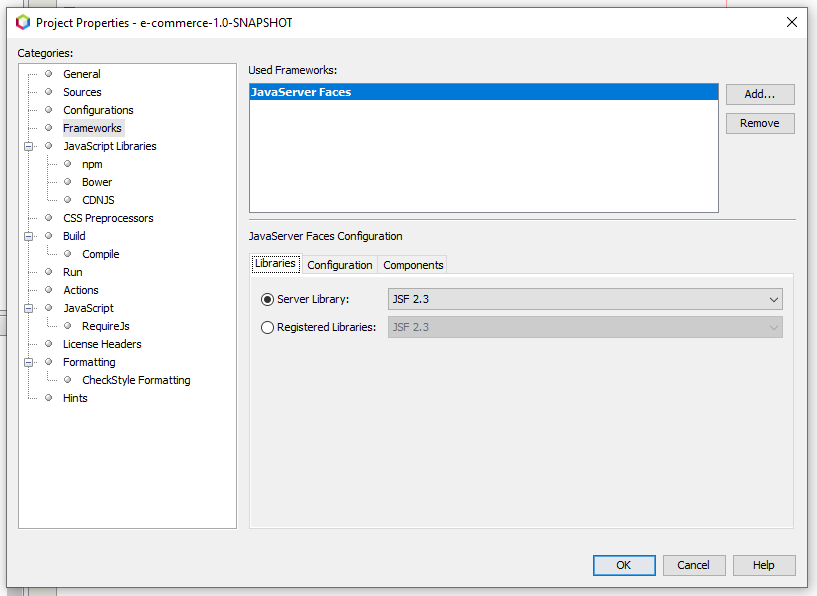 Project Properties - e-commerce-1.0-SNAPSHOT
Categories:
General
Sources
Configurations
Frameworks
JavaScript Libraries
npm
Bower
CDNJS
CSS Preprocessors
Build
Compile
Run
Actions
JavaScript
RequireJs
License Headers
Formatting
CheckStyle Formatting
Hints
Used Frameworks:
JavaServer Faces
Add...
Remove
JavaServer Faces Configuration
Libraries Configuration Components
Server Library: JSF 2.3
Registered Libraries: JSF 2.3
OK Cancel Help